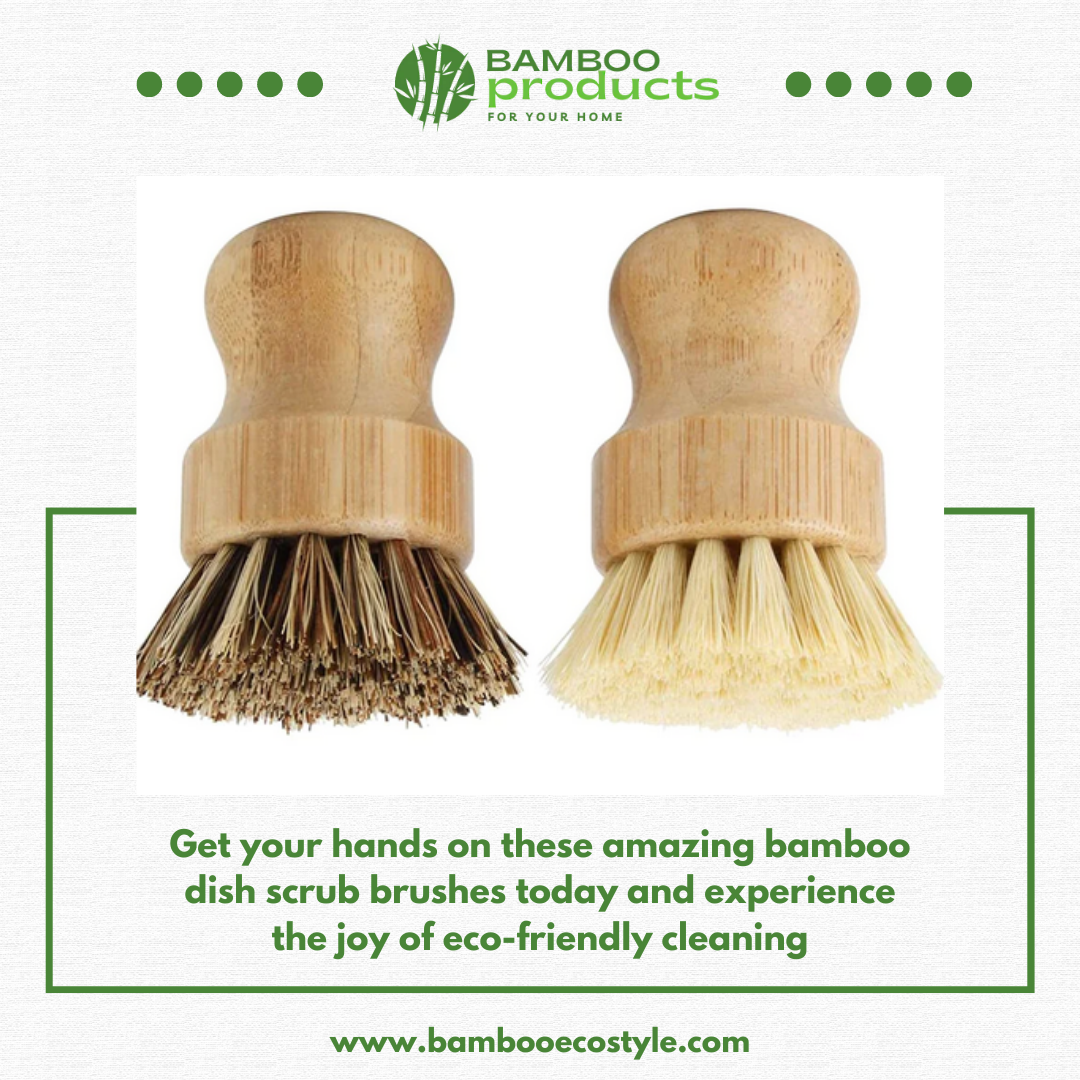 BAMBOO
products
FOR YOUR HOME
Get your hands on these amazing bamboo
dish scrub brushes today and experience
the joy of eco-friendly cleaning
www.bambooecostyle.com